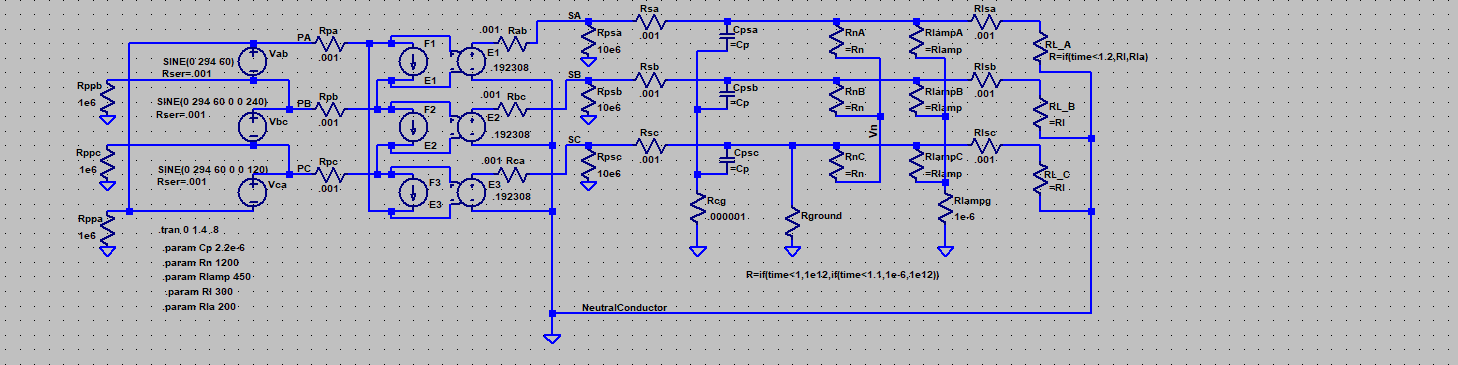 SA
Rsa
.001
Rpsa
10e6
Cpsa
=Cp
RnA
=Rn
RlampA
=Rlamp
Rlsa
.001
RL_A
R=if(time<1.2,Rl,Rla)
PA
Rpa
.001
Vab
SINE(0 294 60)
Rser=.001
F1
E1
.001
Rab
E1
.192308
Rppb
1e6
SB
Rsb
.001
Rpsb
10e6
Cpsb
=Cp
RnB
=Rn
RlampB
=Rlamp
Rlsb
.001
RL_B
=Rl
SINE(0 294 60 0 0 240)
Rser=.001
PB
Rpb
.001
Vbc
F2
E2
.001
Rbc
E2
.192308
Vn
Rppc
1e6
SC
Rsc
.001
Rpsc
10e6
Cpsc
=Cp
RnC
=Rn
RlampC
=Rlamp
Rlsc
.001
RL_C
=Rl
SINE(0 294 60 0 0 120)
Rser=.001
PC
Rpc
.001
Vca
F3
E3
.001
Rca
E3
.192308
Rppa
1e6
Rcg
.000001
Rground
Rlampg
1e-6
.tran 0 1.4 .8
.param Cp 2.2e-6
.param Rn 1200
.param Rlamp 450
.param Rl 300
.param Rla 200
R=if(time<1,1e12,if(time<1.1,1e-6,1e12))
NeutralConductor